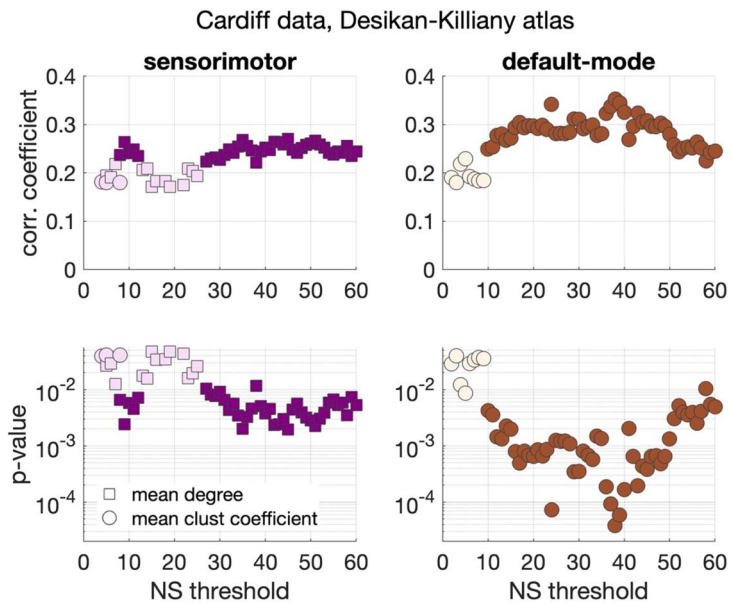 Cardiff data, Desikan-Killiany atlas
sensorimotor
default-mode
corr. coefficient
0.4
0.3
0.2
0.1
0
0 10 20 30 40 50 60
0.4
0.3
0.2
0.1
0
0 10 20 30 40 50 60
p-value
10⁻²
10⁻³
10⁻⁴
mean degree
mean clust coefficient
0 10 20 30 40 50 60
NS threshold
10⁻²
10⁻³
10⁻⁴
0 10 20 30 40 50 60
NS threshold